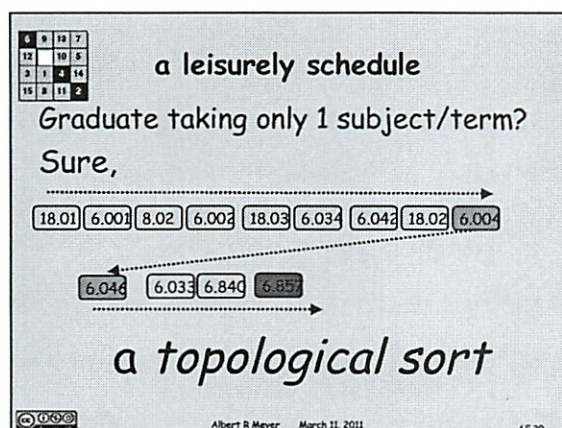 6 9 13 7
12 10 5
3 1 4 14
15 8 11 2
a leisurely schedule
Graduate taking only 1 subject/term?
Sure,
18.01 6.001 8.02 6.002 18.03 6.034 6.042 18.02 6.004
6.046 6.033 6.840 6.857
a topological sort
cc
Albert R Meyer March 11, 2011